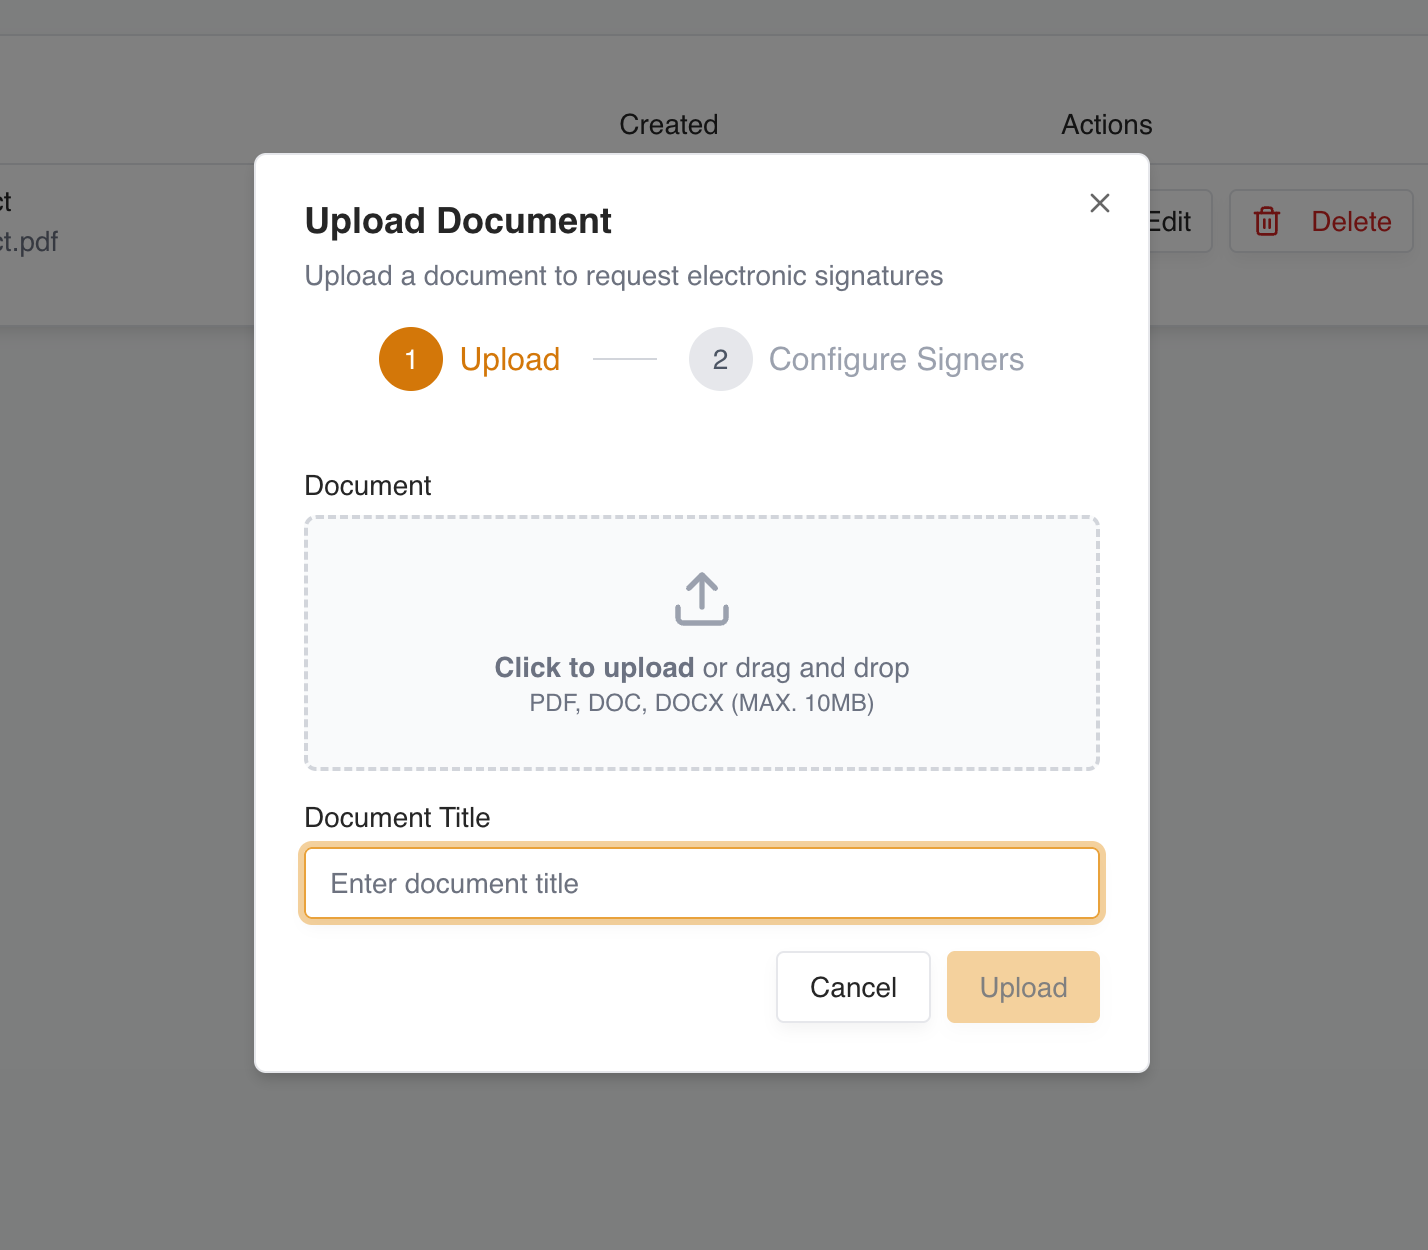 Created
Actions
ct
ct.pdf
Edit
Delete
Upload Document
Upload a document to request electronic signatures
1 Upload
2 Configure Signers
Document
Click to upload or drag and drop
PDF, DOC, DOCX (MAX. 10MB)
Document Title
Enter document title
Cancel
Upload